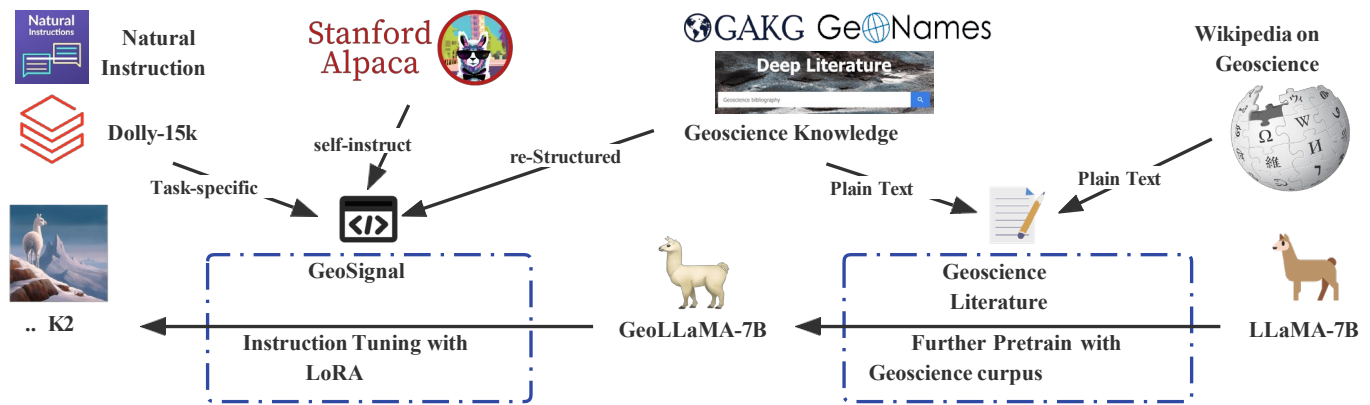 Natural
Instructions
Natural
Instruction
Dolly-15k
Stanford
Alpaca
GAKG GeoNames
Deep Literature
Geoscience bibliography
Geoscience Knowledge
Wikipedia on
Geoscience
Ω W
維 И
self-instruct
re-Structured
Task-specific
Plain Text
Plain Text
</>
GeoSignal
Geoscience
Literature
.. K2
Instruction Tuning with
LoRA
GeoLLaMA-7B
Further Pretrain with
Geoscience curpus
LLaMA-7B